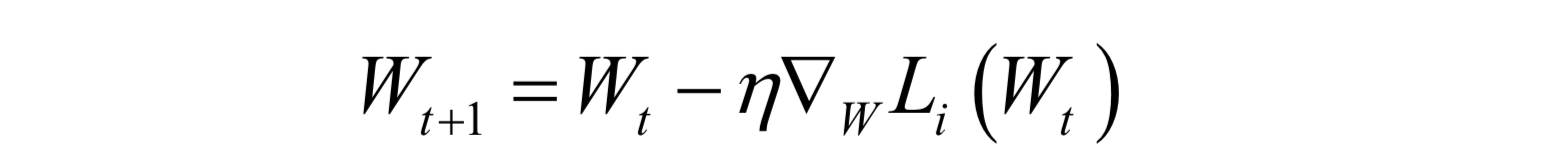 W_{t+1} = W_t − η∇_W L_i (W_t)